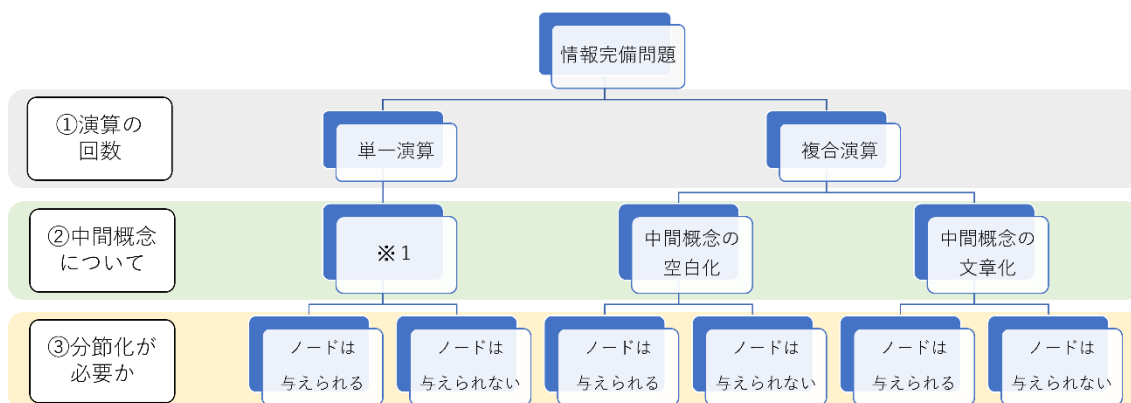 情報完備問題
①演算の
回数
単一演算
複合演算
②中間概念
について
※1
中間概念の
空白化
中間概念の
文章化
③分節化が
必要か
ノードは
与えられる
ノードは
与えられない
ノードは
与えられる
ノードは
与えられない
ノードは
与えられる
ノードは
与えられない